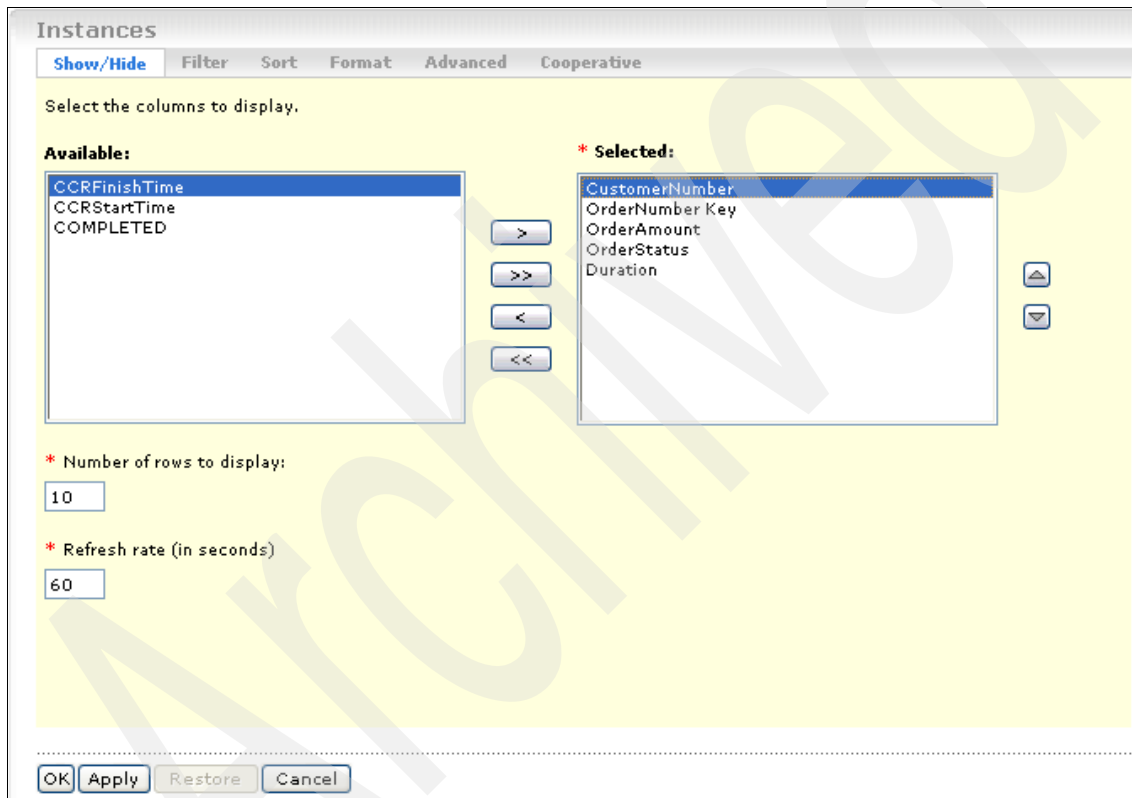 Instances
Show/Hide Filter Sort Format Advanced Cooperative
Select the columns to display.
Available:
* Selected:
CCRFinishTime
CCRStartTime
COMPLETED
>
>>
<
<<
CustomerNumber
OrderNumber Key
OrderAmount
OrderStatus
Duration
* Number of rows to display:
10
* Refresh rate (in seconds)
60
OK Apply Restore Cancel
Archived